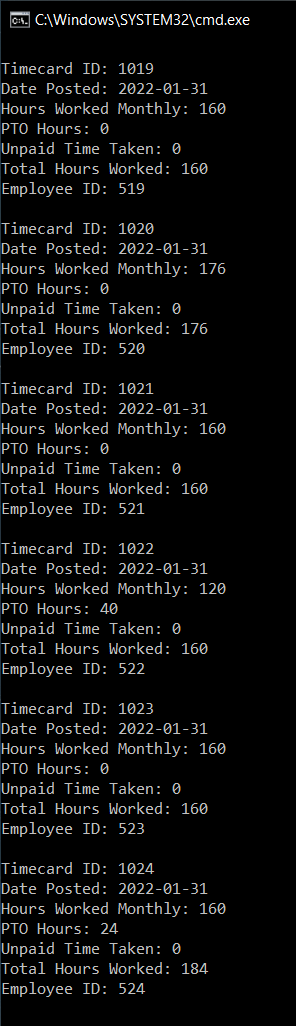 C:\Windows\SYSTEM32\cmd.exe
Timecard ID: 1019
Date Posted: 2022-01-31
Hours Worked Monthly: 160
PTO Hours: 0
Unpaid Time Taken: 0
Total Hours Worked: 160
Employee ID: 519
Timecard ID: 1020
Date Posted: 2022-01-31
Hours Worked Monthly: 176
PTO Hours: 0
Unpaid Time Taken: 0
Total Hours Worked: 176
Employee ID: 520
Timecard ID: 1021
Date Posted: 2022-01-31
Hours Worked Monthly: 160
PTO Hours: 0
Unpaid Time Taken: 0
Total Hours Worked: 160
Employee ID: 521
Timecard ID: 1022
Date Posted: 2022-01-31
Hours Worked Monthly: 120
PTO Hours: 40
Unpaid Time Taken: 0
Total Hours Worked: 160
Employee ID: 522
Timecard ID: 1023
Date Posted: 2022-01-31
Hours Worked Monthly: 160
PTO Hours: 0
Unpaid Time Taken: 0
Total Hours Worked: 160
Employee ID: 523
Timecard ID: 1024
Date Posted: 2022-01-31
Hours Worked Monthly: 160
PTO Hours: 24
Unpaid Time Taken: 0
Total Hours Worked: 184
Employee ID: 524